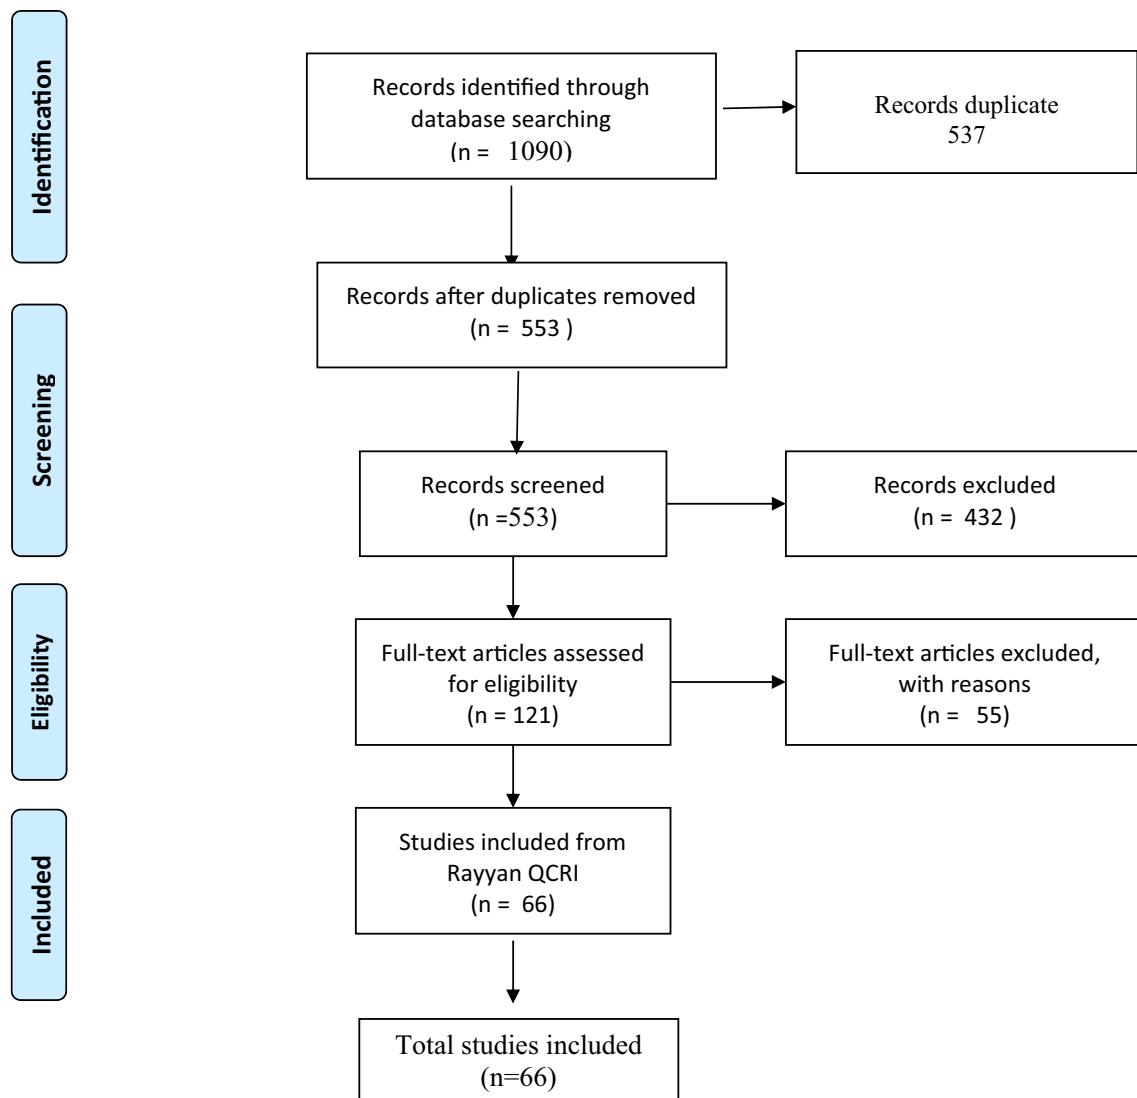 Identification
Records identified through
database searching
(n = 1090)
Records duplicate
537
Records after duplicates removed
(n = 553 )
Screening
Records screened
(n =553)
Records excluded
(n = 432 )
Eligibility
Full-text articles assessed
for eligibility
(n = 121)
Full-text articles excluded,
with reasons
(n = 55)
Included
Studies included from
Rayyan QCRI
(n = 66)
Total studies included
(n=66)